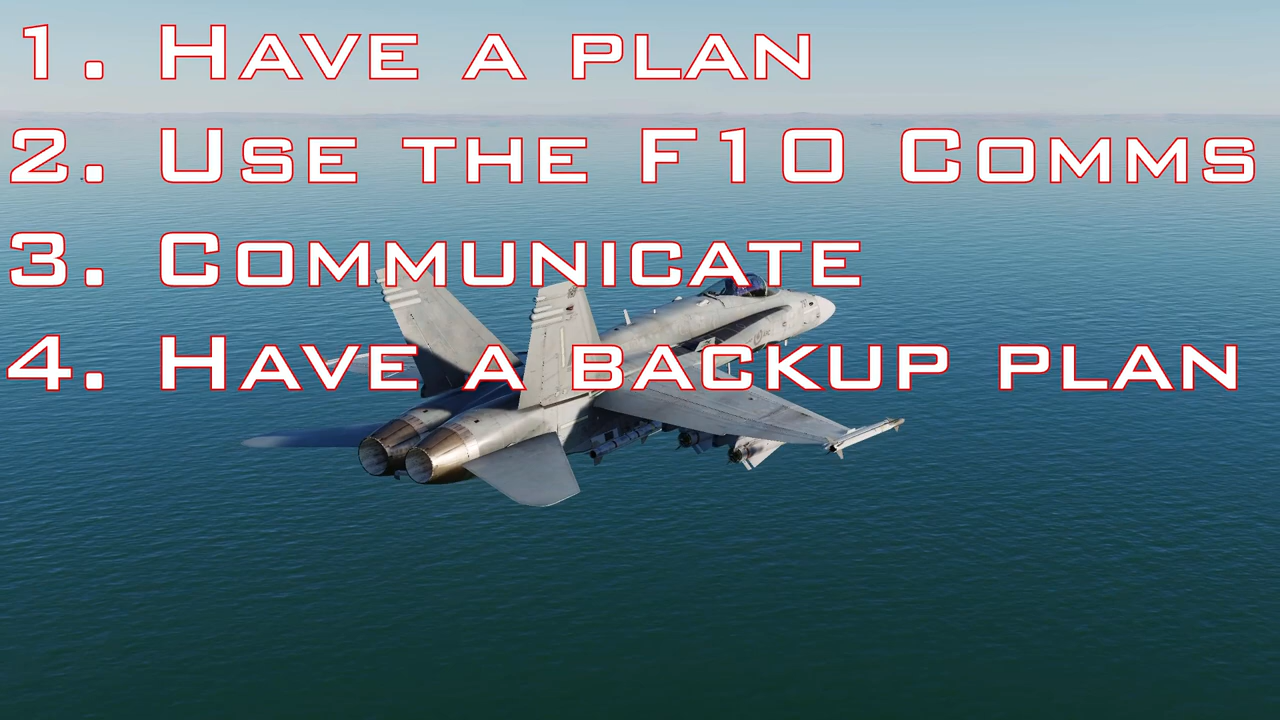 1. Have a plan
2. Use the F10 Comms
3. Communicate
4. Have a backup plan